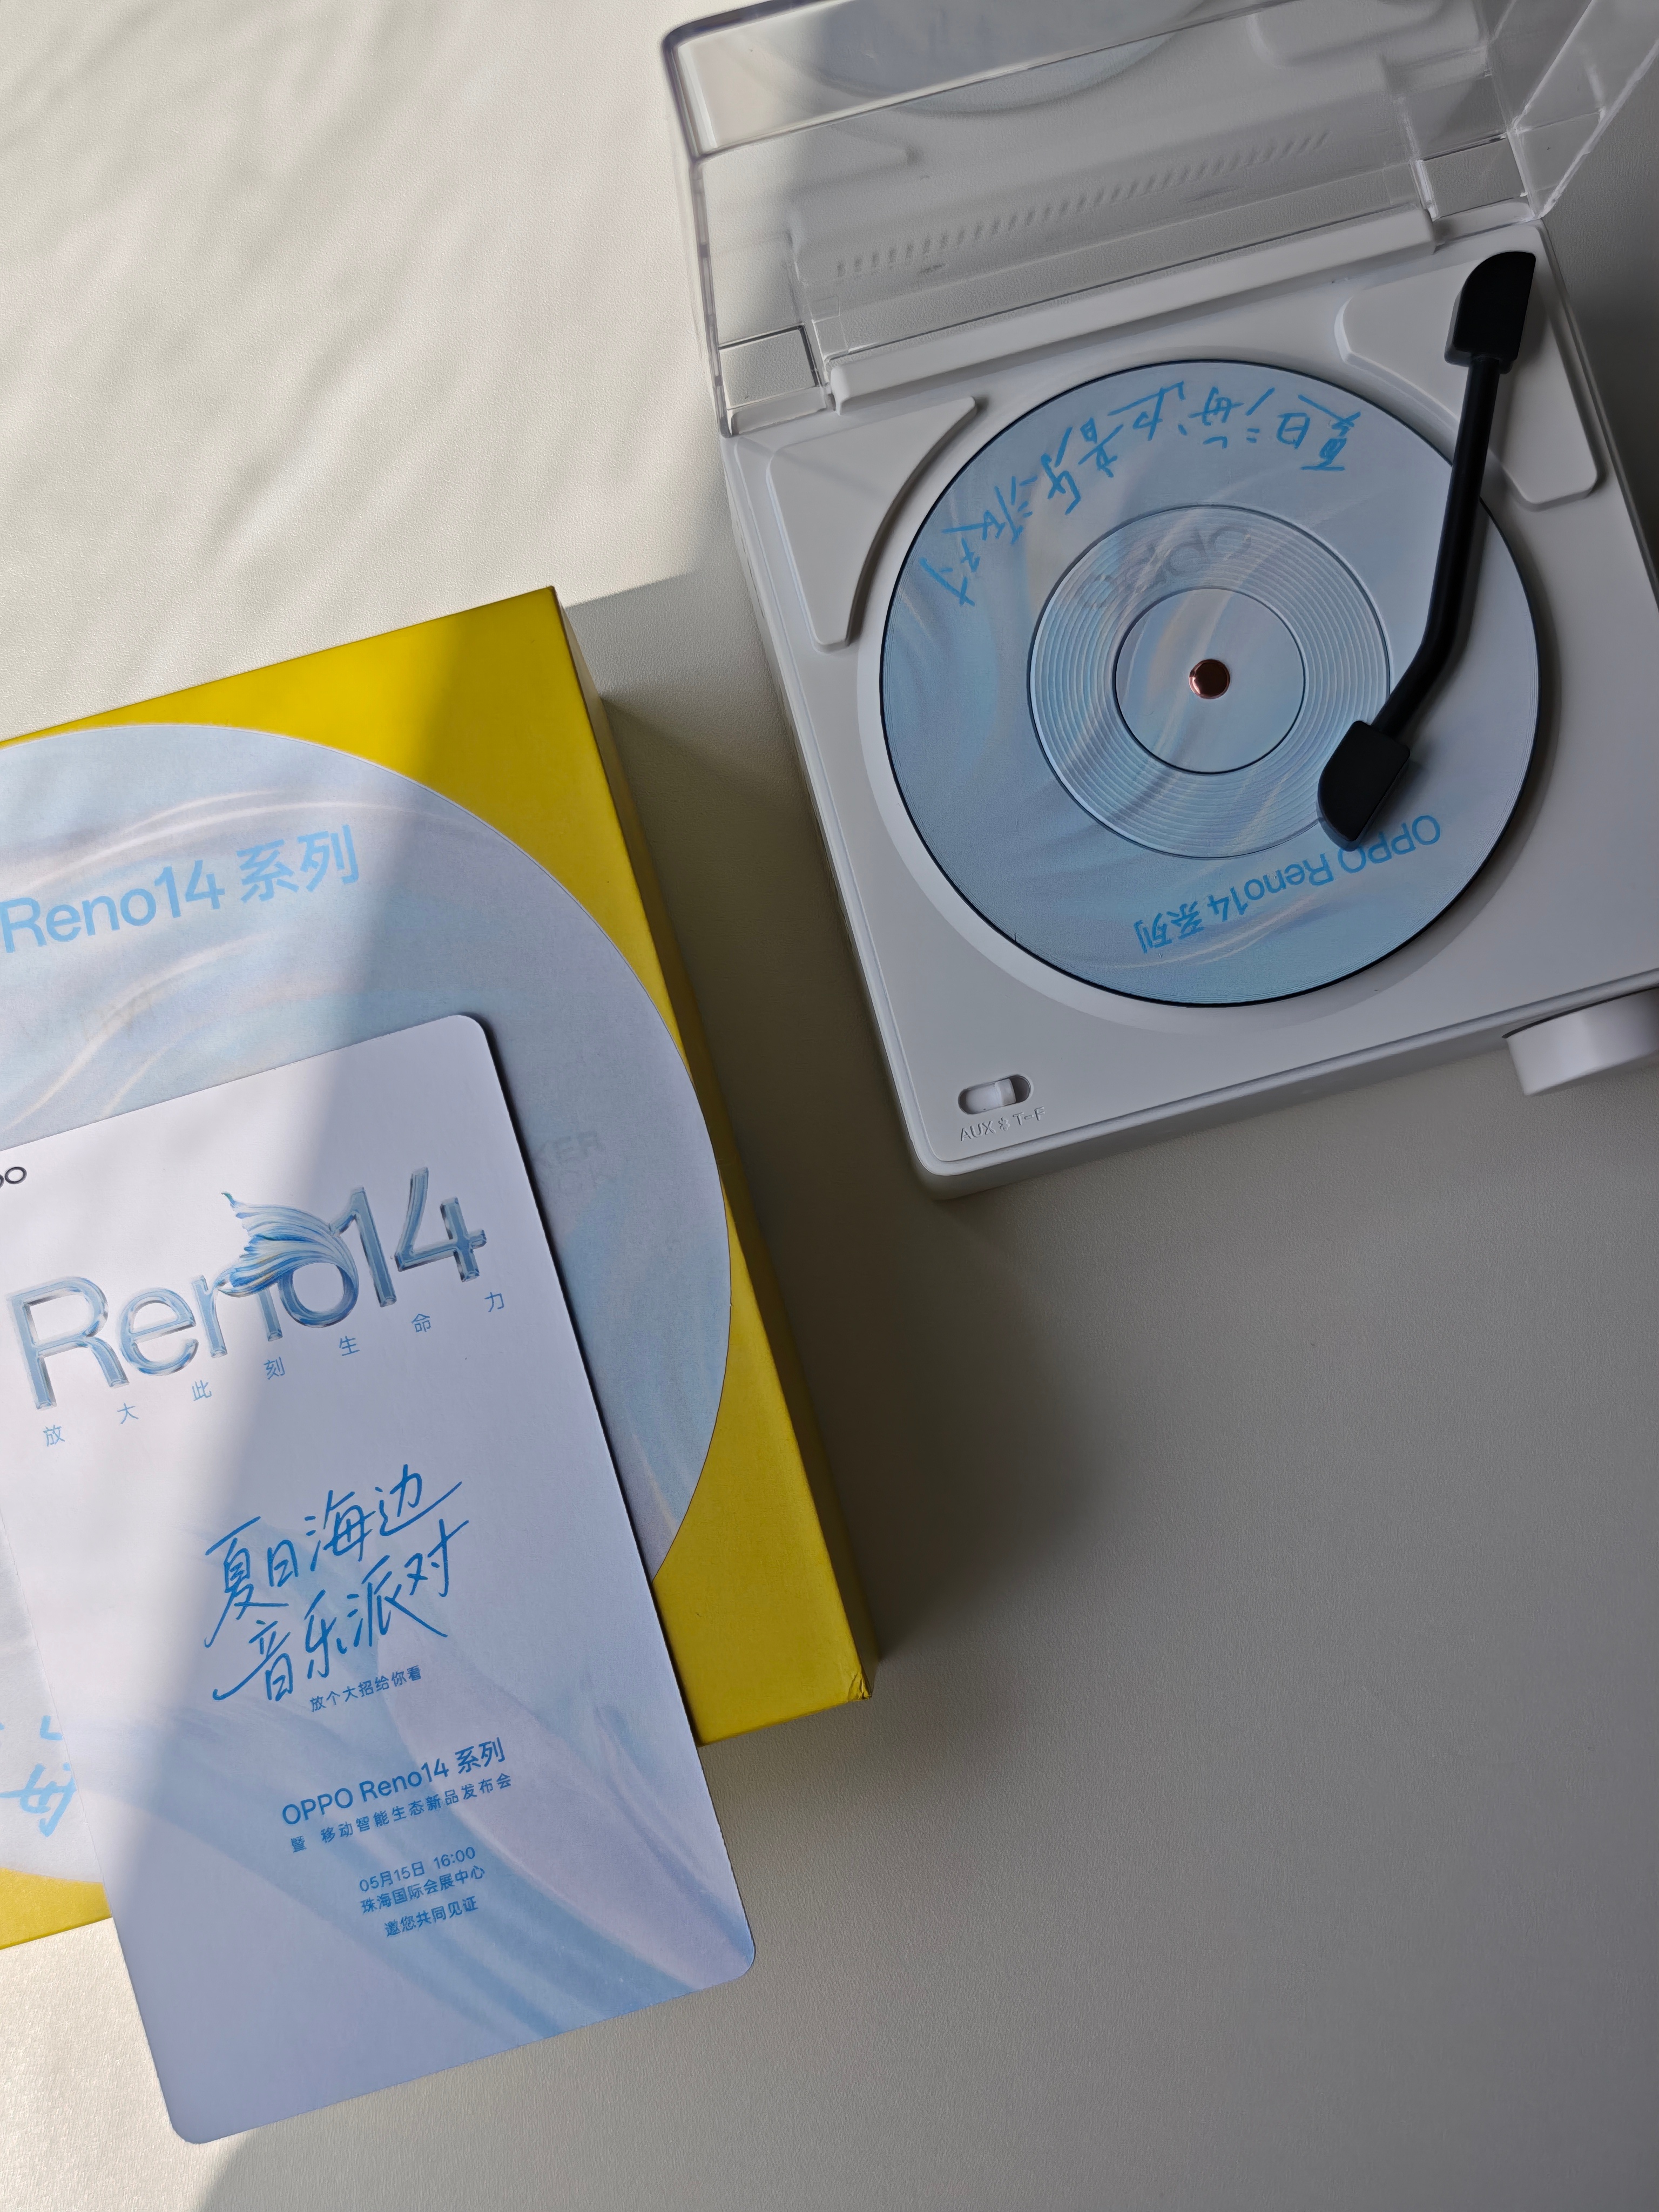 夏日海边音乐派对
oppo
OPPO Reno14 系列
AUX T-F
Reno14 系列
KER
Reno14
放大此刻生命力
夏日海边
音乐派对
放个大招给你看
OPPO Reno14 系列
暨 移动智能生态新品发布会
05月15日 16:00
珠海国际会展中心
邀您共同见证
海